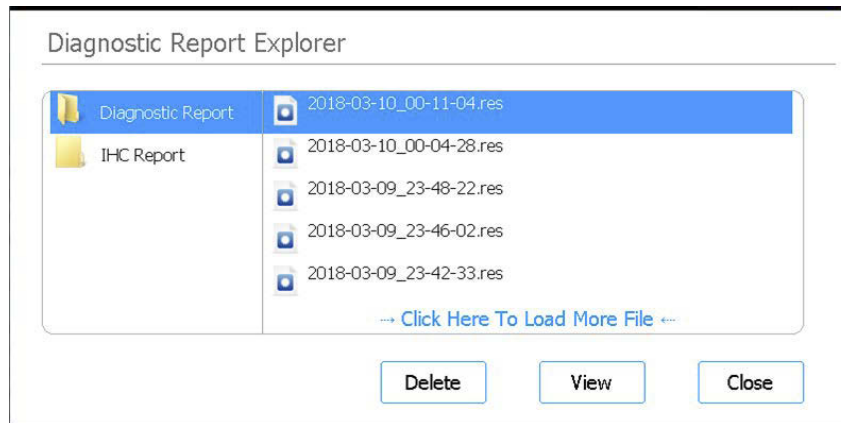 Diagnostic Report Explorer
Diagnostic Report
2018-03-10_00-11-04.res
IHC Report
2018-03-10_00-04-28.res
2018-03-09_23-48-22.res
2018-03-09_23-46-02.res
2018-03-09_23-42-33.res
⤑ Click Here To Load More File ⬸
Delete
View
Close